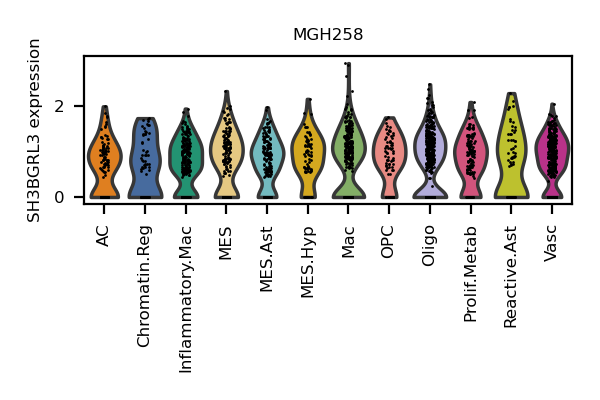 MGH258
SH3BGRL3 expression
2
0
AC
Chromatin.Reg
Inflammatory.Mac
MES
MES.Ast
MES.Hyp
Mac
OPC
Oligo
Prolif.Metab
Reactive.Ast
Vasc